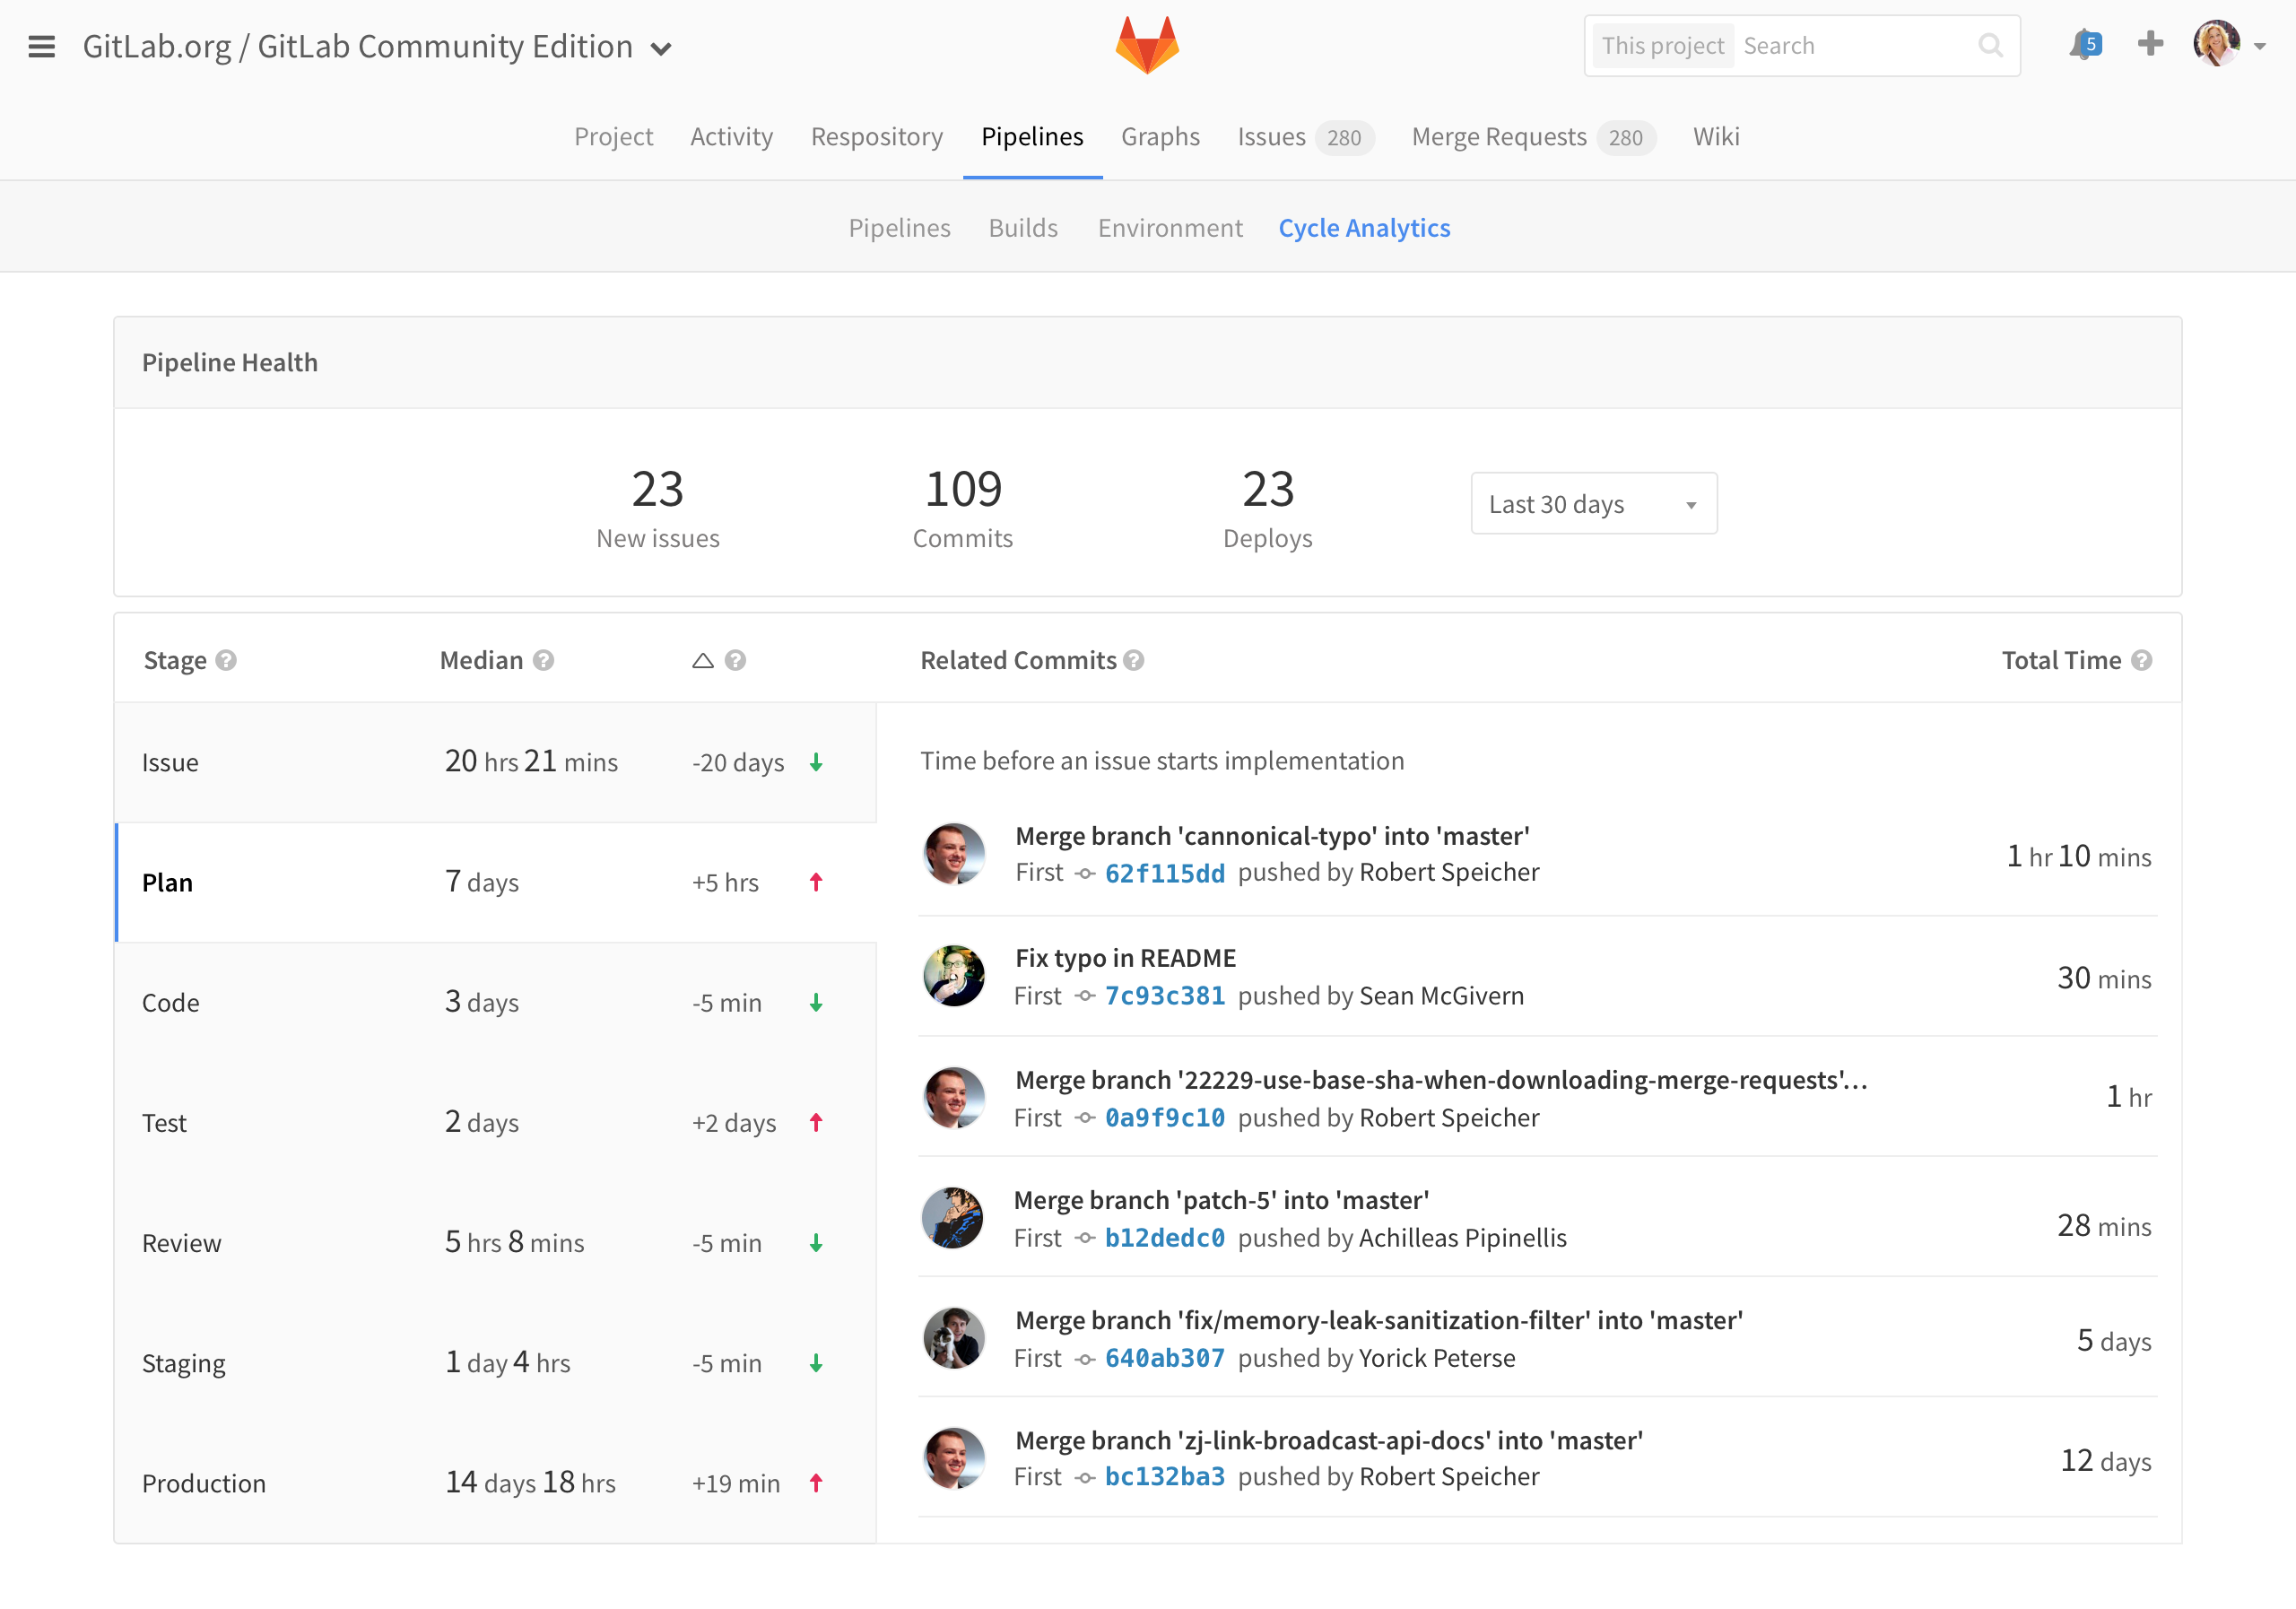 GitLab.org / GitLab Community Edition
This project Search
5
Project Activity Respository Pipelines Graphs Issues 280 Merge Requests 280 Wiki
Pipelines Builds Environment Cycle Analytics
Pipeline Health
23 109 23
New issues Commits Deploys
Last 30 days
Stage ? Median ? △ ? Related Commits ? Total Time ?
Issue 20 hrs 21 mins -20 days
Plan 7 days +5 hrs
Code 3 days -5 min
Test 2 days +2 days
Review 5 hrs 8 mins -5 min
Staging 1 day 4 hrs -5 min
Production 14 days 18 hrs +19 min
Time before an issue starts implementation
Merge branch 'cannonical-typo' into 'master'
First 62f115dd pushed by Robert Speicher
1 hr 10 mins
Fix typo in README
First 7c93c381 pushed by Sean McGivern
30 mins
Merge branch '22229-use-base-sha-when-downloading-merge-requests'...
First 0a9f9c10 pushed by Robert Speicher
1 hr
Merge branch 'patch-5' into 'master'
First b12dedc0 pushed by Achilleas Pipinellis
28 mins
Merge branch 'fix/memory-leak-sanitization-filter' into 'master'
First 640ab307 pushed by Yorick Peterse
5 days
Merge branch 'zj-link-broadcast-api-docs' into 'master'
First bc132ba3 pushed by Robert Speicher
12 days